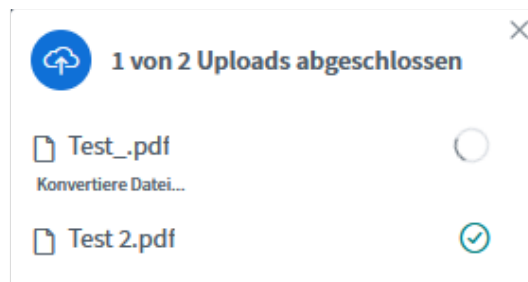 1 von 2 Uploads abgeschlossen
Test_.pdf
Konvertiere Datei...
Test 2.pdf